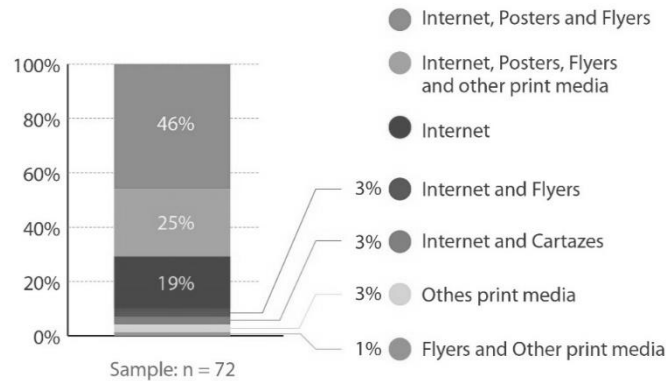 Internet, Posters and Flyers
Internet, Posters, Flyers
and other print media
Internet
3% Internet and Flyers
3% Internet and Cartazes
3% Othes print media
1% Flyers and Other print media
100%
80%
60%
40%
20%
0%
46%
25%
19%
Sample: n = 72